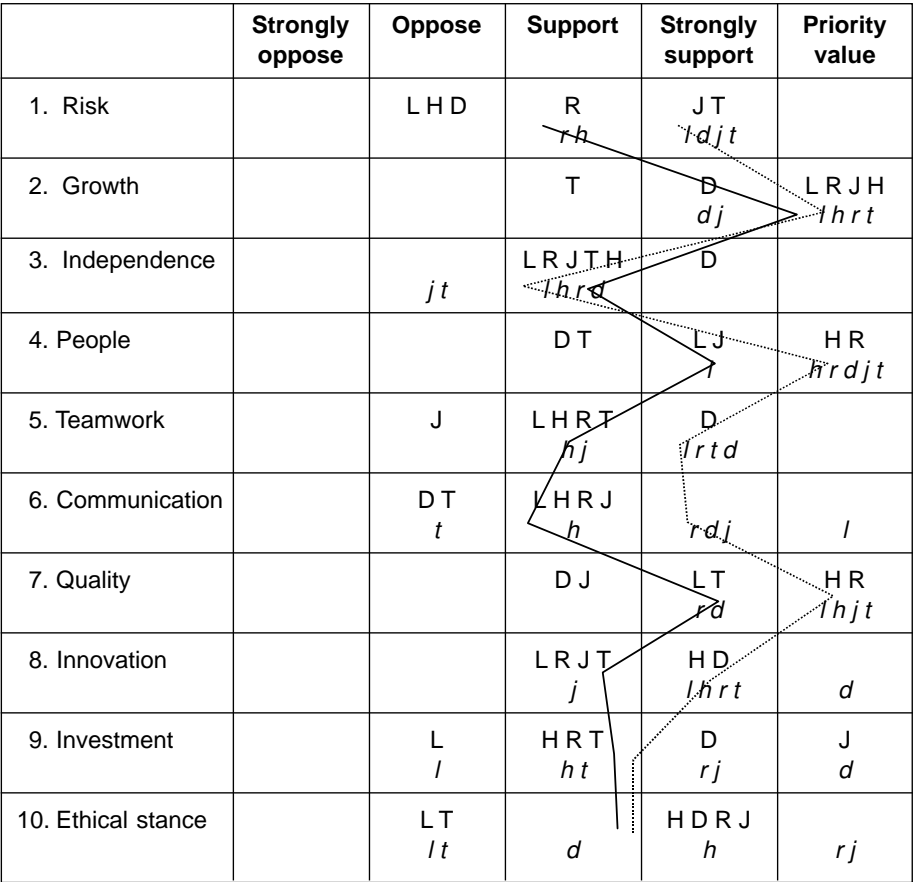 Strongly oppose Oppose Support Strongly support Priority value
1. Risk L H D R J T
r h l d j t
2. Growth T D L R J H
d j l h r t
3. Independence L R J T H D
j t l h r d
4. People D T L J H R
l h r d j t
5. Teamwork J L H R T D
h j l r t d
6. Communication D T L H R J
t h r d j l
7. Quality D J L T H R
r d l h j t
8. Innovation L R J T H D
j l h r t d
9. Investment L H R T D J
l h t r j d
10. Ethical stance L T H D R J
l t d h r j